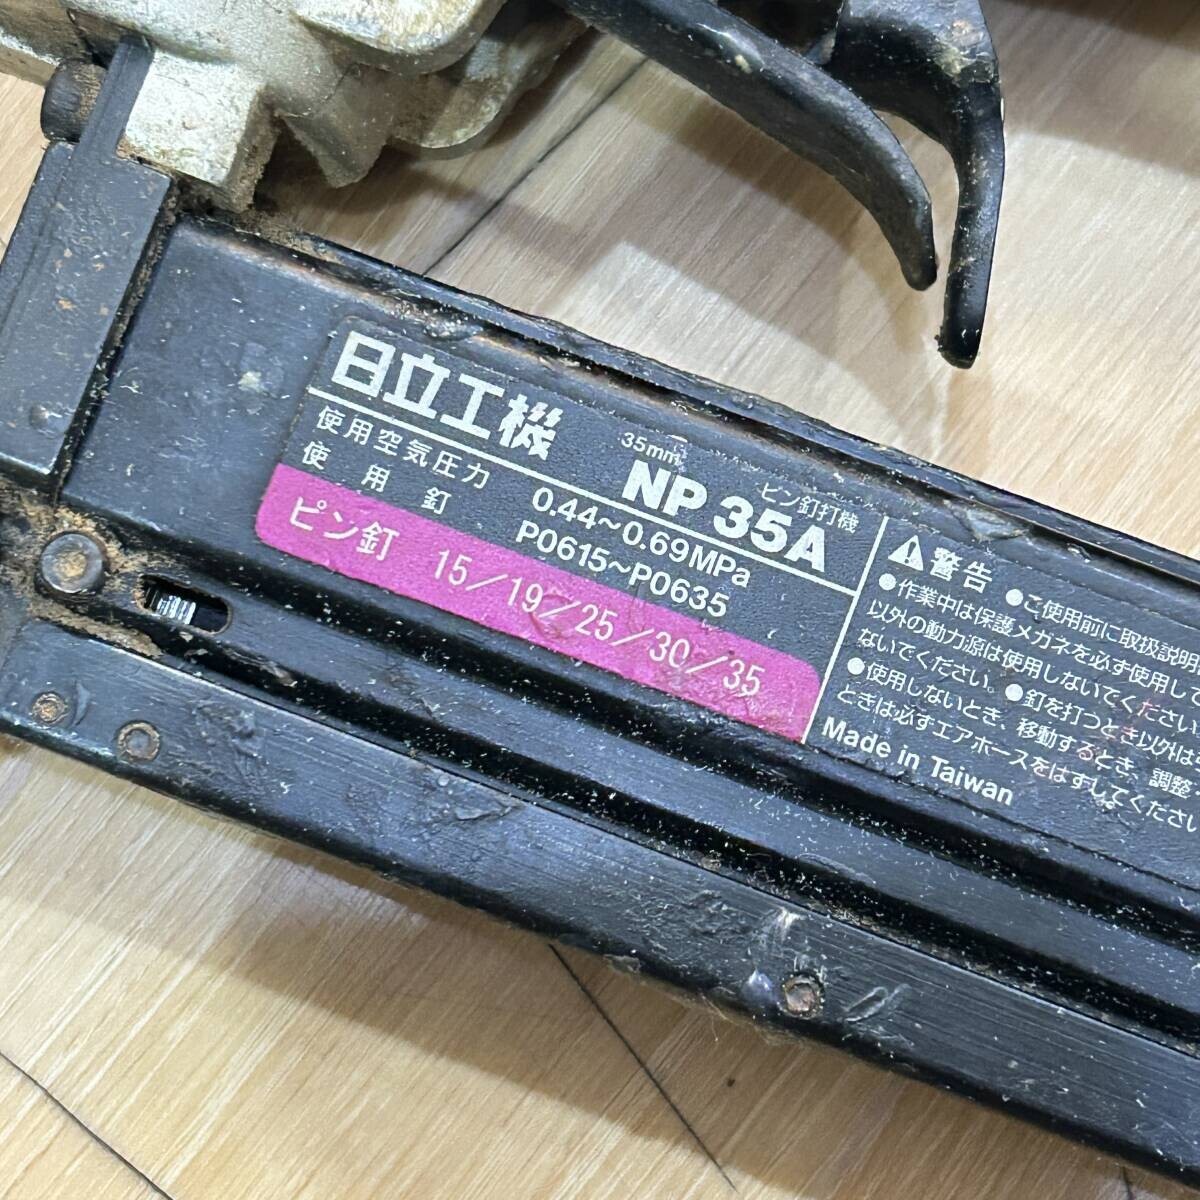 日立工機
35mm
ピン釘打機
NP 35A
使用空気圧力 0.44~0.69MPa
使用釘 P0615~P0635
ピン釘 15/19/25/30/35
警告
●ご使用前に取扱説明
●作業中は保護メガネを必ず使用して
以外の動力源は使用しないでください
ないでください。●釘を打つとき以外は
●使用しないとき、移動するとき、調整
ときは必ずエアホースをはずしてください
Made in Taiwan